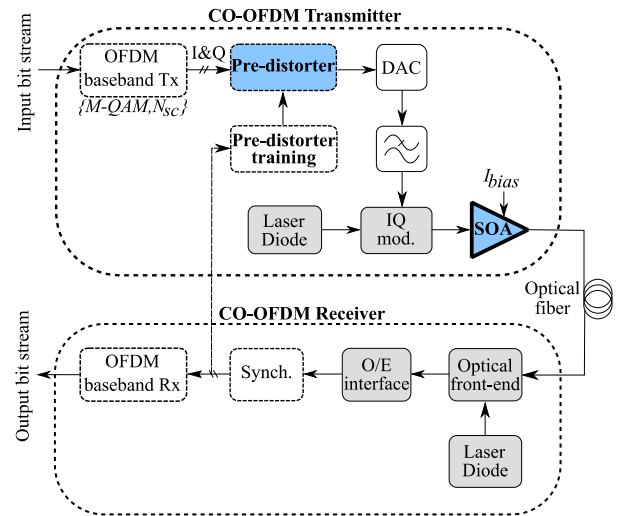 CO-OFDM Transmitter
Input bit stream
OFDM
baseband Tx
{M-QAM,N_SC}
I&Q
Pre-distorter
DAC
Pre-distorter
training
Laser
Diode
IQ
mod.
I_bias
SOA
Optical
fiber
CO-OFDM Receiver
Output bit stream
OFDM
baseband Rx
Synch.
O/E
interface
Optical
front-end
Laser
Diode